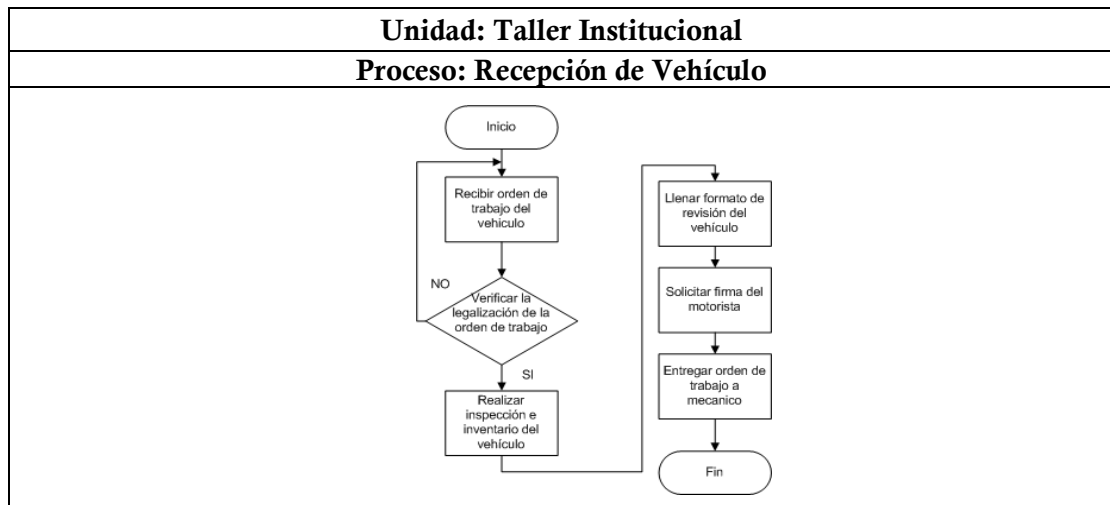 Unidad: Taller Institucional
Proceso: Recepción de Vehículo
Inicio
Recibir orden de
trabajo del
vehiculo
NO
Verificar la
legalización de la
orden de trabajo
SI
Realizar
inspección e
inventario del
vehículo
Llenar formato de
revisión del
vehículo
Solicitar firma del
motorista
Entregar orden de
trabajo a
mecanico
Fin